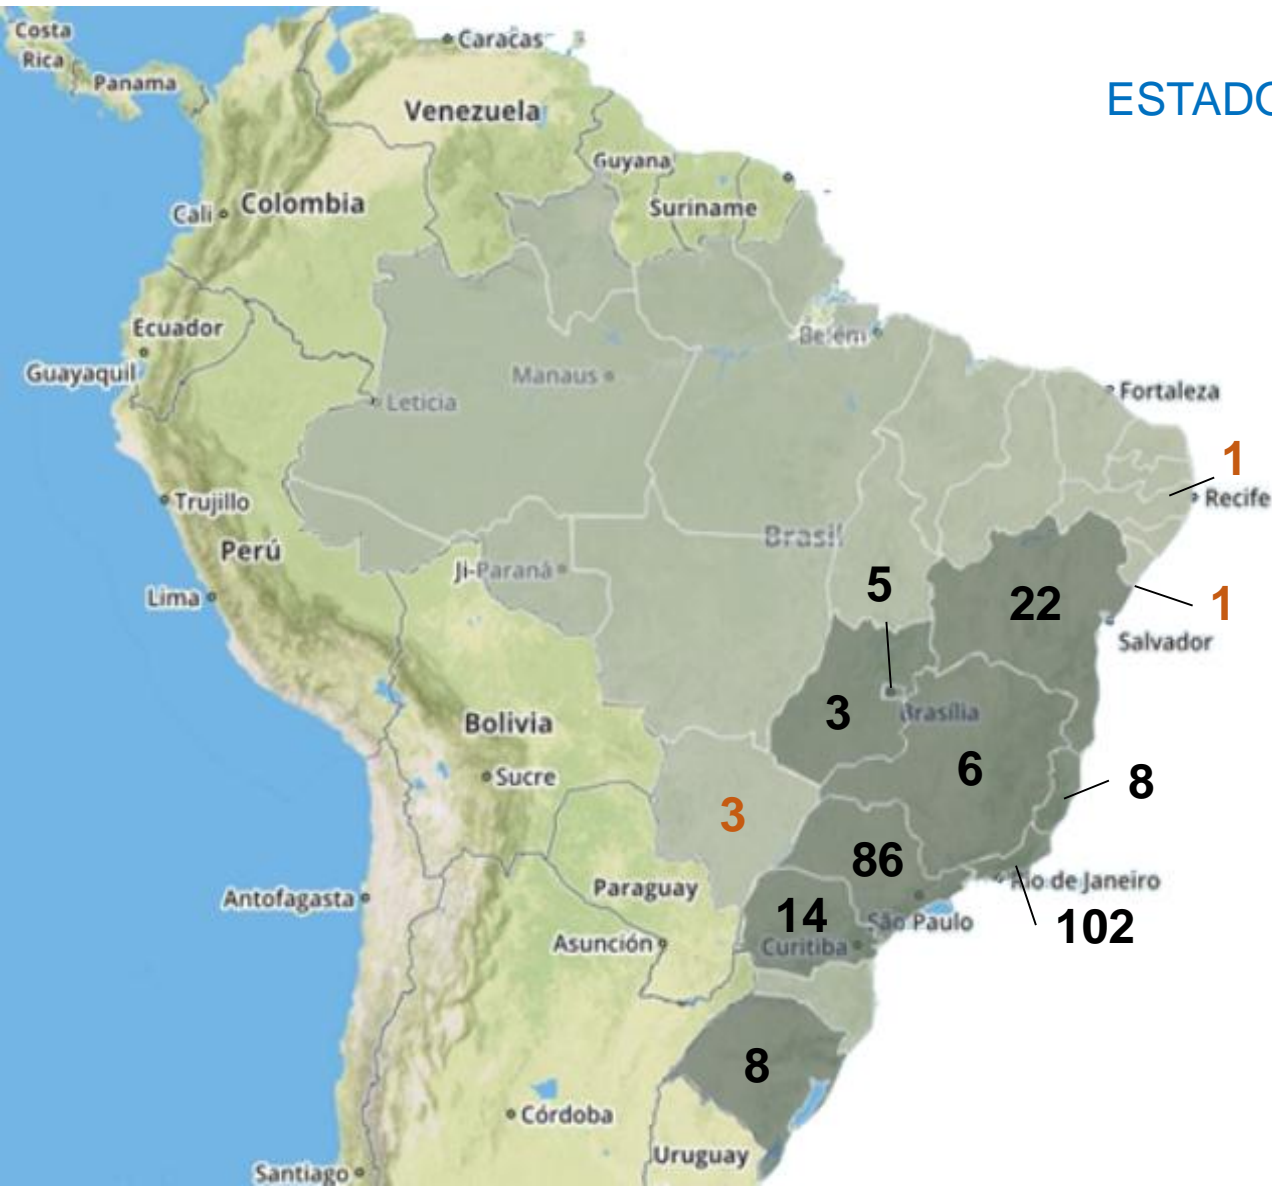 Costa
Rica
Panama
Caracas
Venezuela
ESTADO
Guyana
Suriname
Cali
Colombia
Ecuador
Guayaquil
Belém
Manaus
Leticia
Fortaleza
1
Recife
Trujillo
Perú
Brasil
Ji-Paraná
Lima
5
22
1
Salvador
3
Brasília
Bolivia
Sucre
6
8
3
86
Paraguay
Rio de Janeiro
Antofagasta
14
São Paulo
102
Asunción
Curitiba
8
Córdoba
Uruguay
Santiago